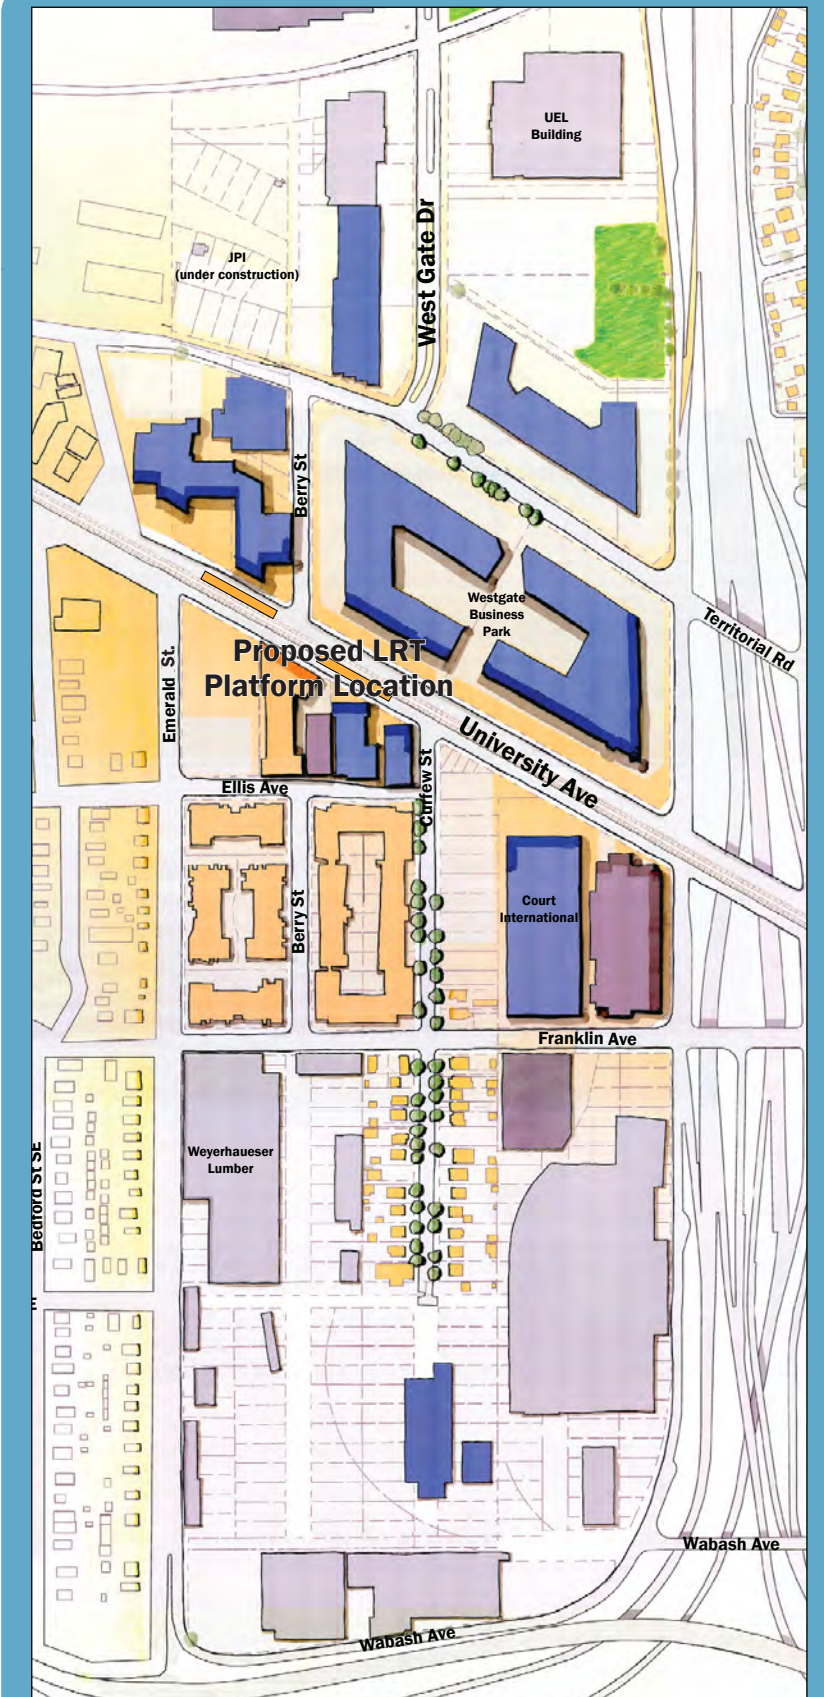 UEL
Building
West Gate Dr
JPI
(under construction)
Berry St
Westgate
Business
Park
Territorial Rd
Proposed LRT
Platform Location
Emerald St.
University Ave
Curfew St
Ellis Ave
Berry St
Court
International
Franklin Ave
Weyerhaueser
Lumber
Bedford St SE
Wabash Ave
Wabash Ave